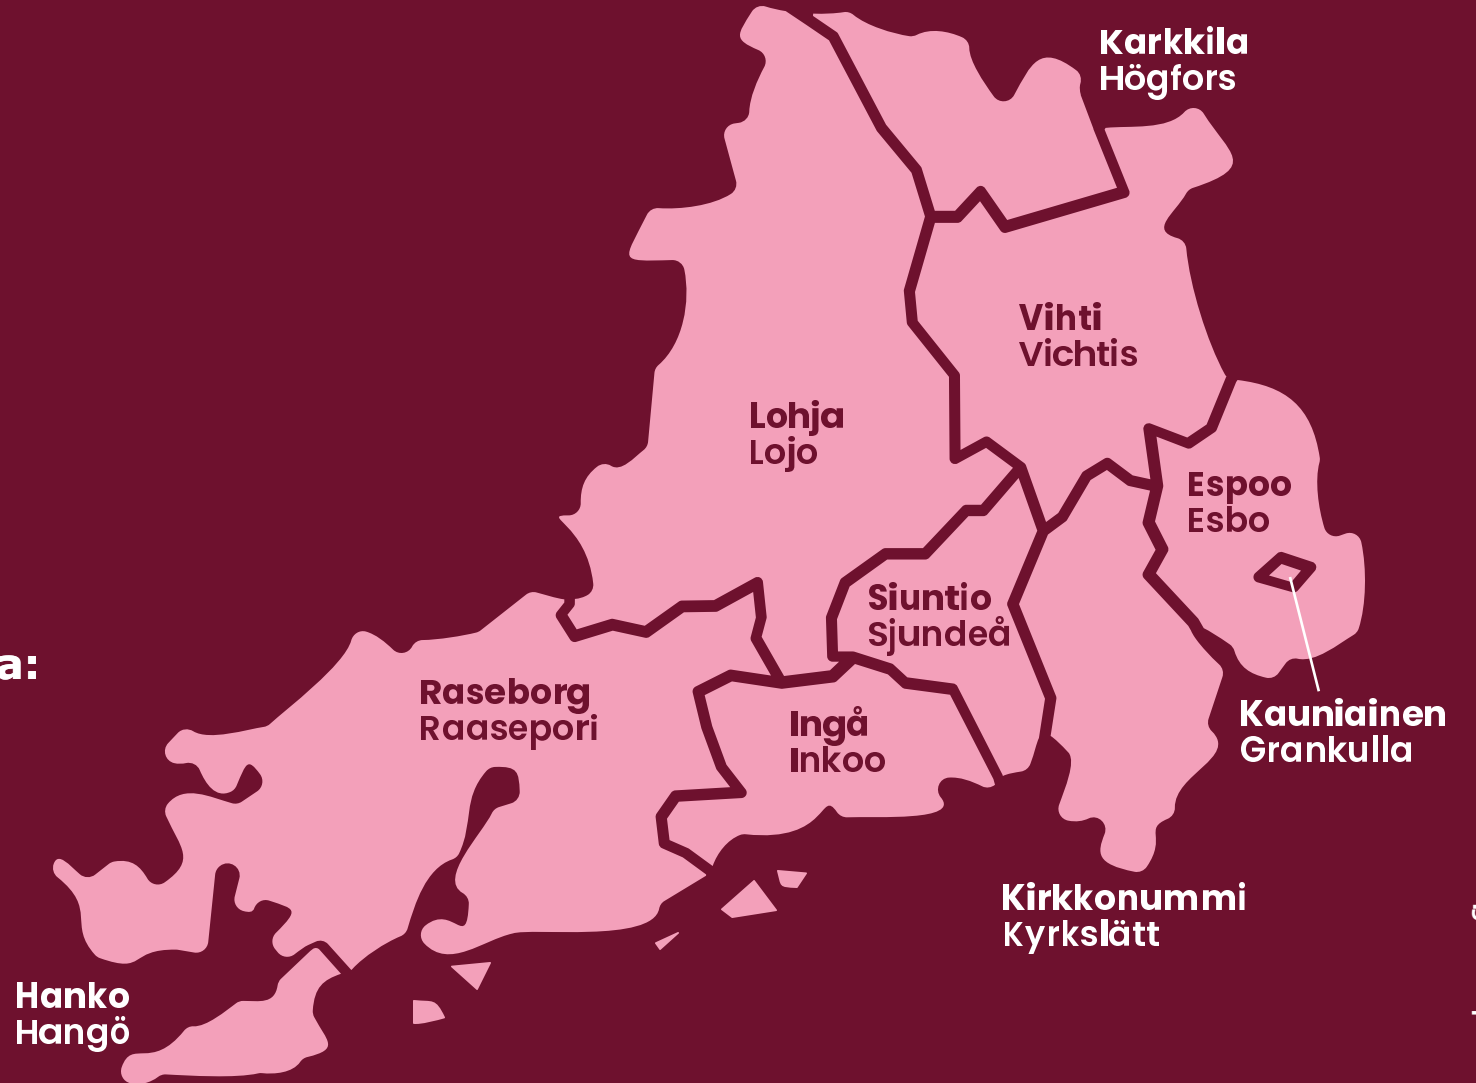 Karkkila
Högfors
Vihti
Vichtis
Lohja
Lojo
Espoo
Esbo
Siuntio
Sjundeå
a:
Raseborg
Raasepori
Ingå
Inkoo
Kauniainen
Grankulla
Kirkkonummi
Kyrkslätt
Hanko
Hangö